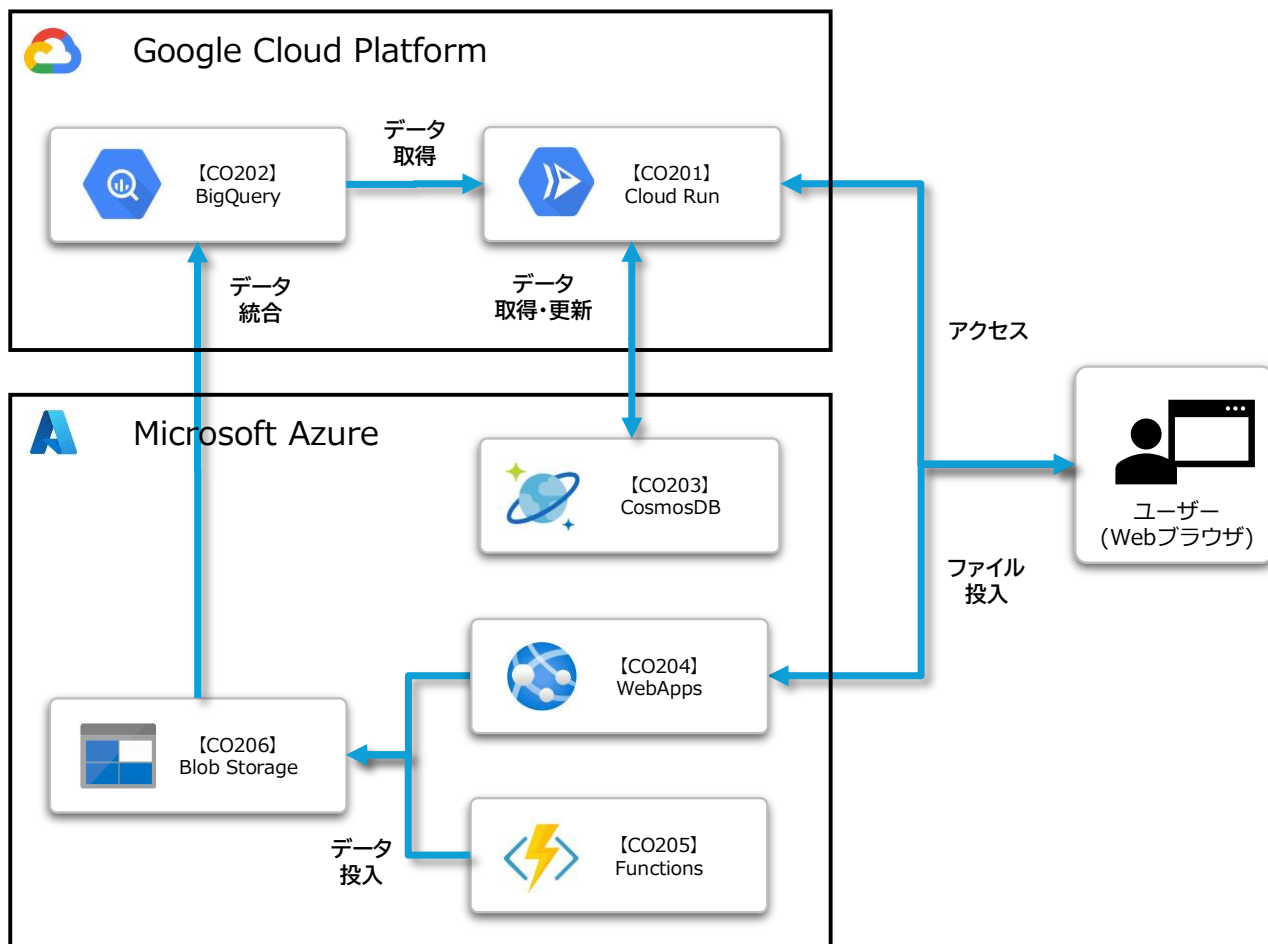 Google Cloud Platform
【CO202】
BigQuery
データ
取得
【CO201】
Cloud Run
データ
統合
データ
取得・更新
アクセス
Microsoft Azure
【CO203】
CosmosDB
ユーザー
(Webブラウザ)
ファイル
投入
【CO204】
WebApps
【CO206】
Blob Storage
データ
投入
【CO205】
Functions